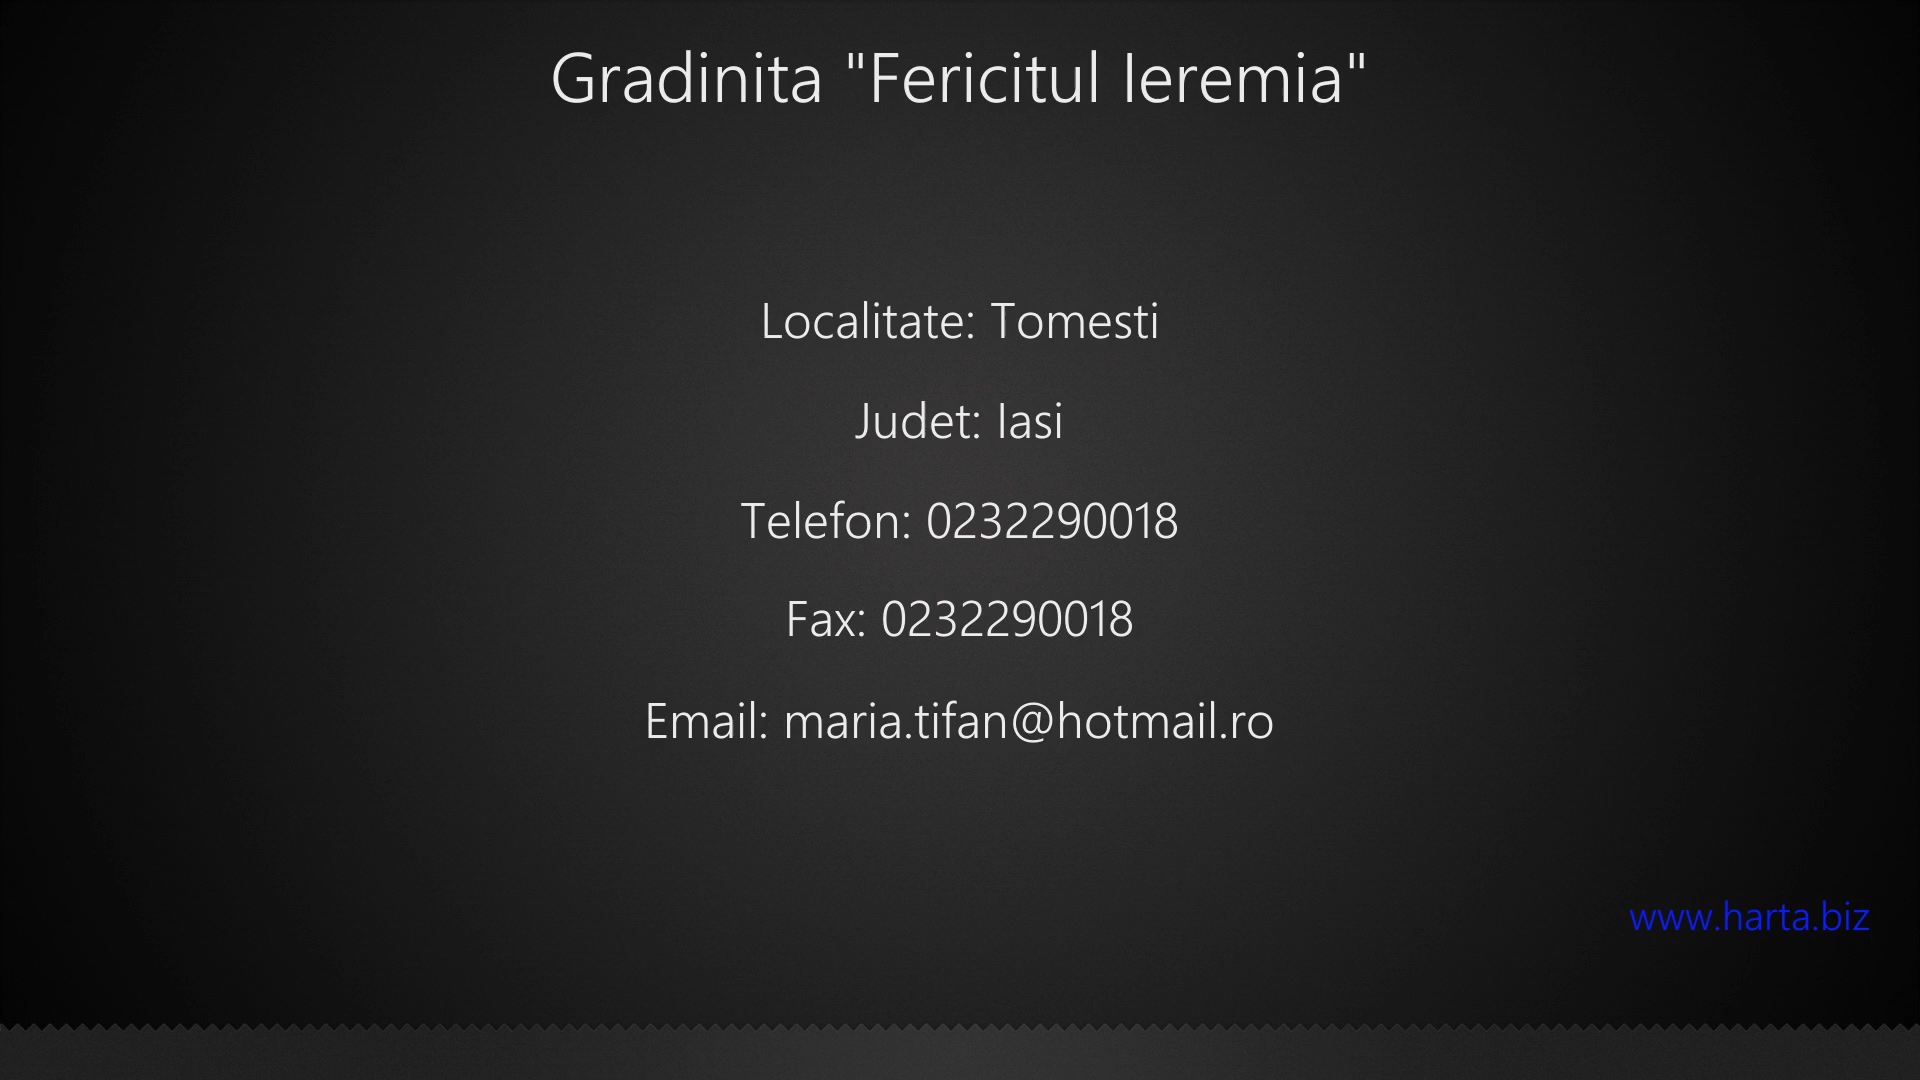 Gradinita "Fericitul Ieremia"
Localitate: Tomesti
Judet: Iasi
Telefon: 0232290018
Fax: 0232290018
Email: maria.tifan@hotmail.ro
www.harta.biz